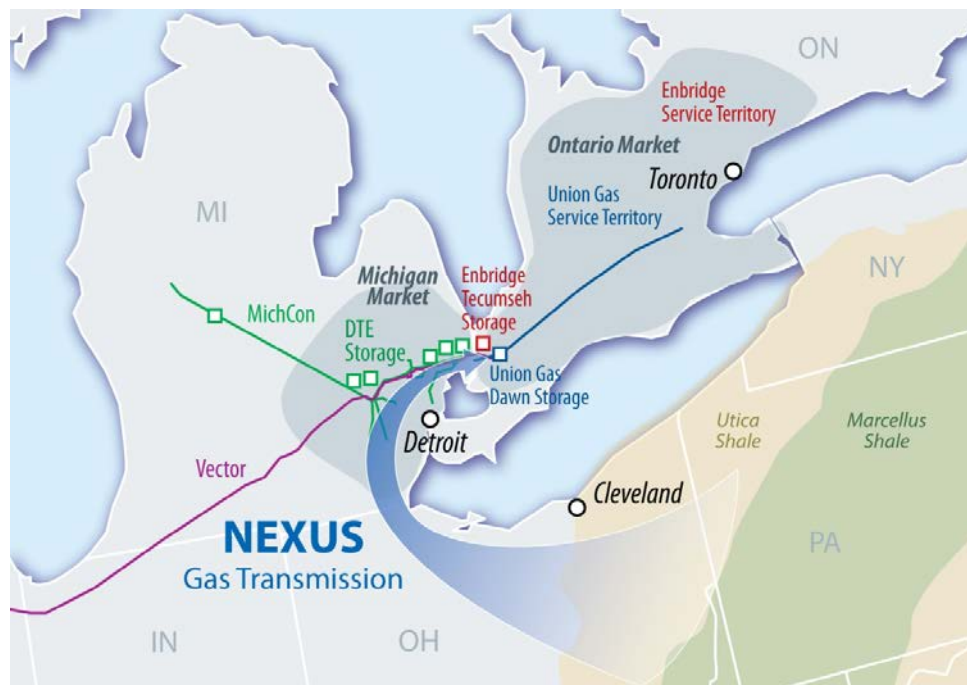 ON
Enbridge
Service Territory
Ontario Market
Toronto
Union Gas
Service Territory
MI
NY
Michigan
Market
Enbridge
Tecumseh
Storage
MichCon
DTE
Storage
Union Gas
Dawn Storage
Detroit
Utica
Shale
Marcellus
Shale
Vector
Cleveland
NEXUS
Gas Transmission
PA
IN
OH